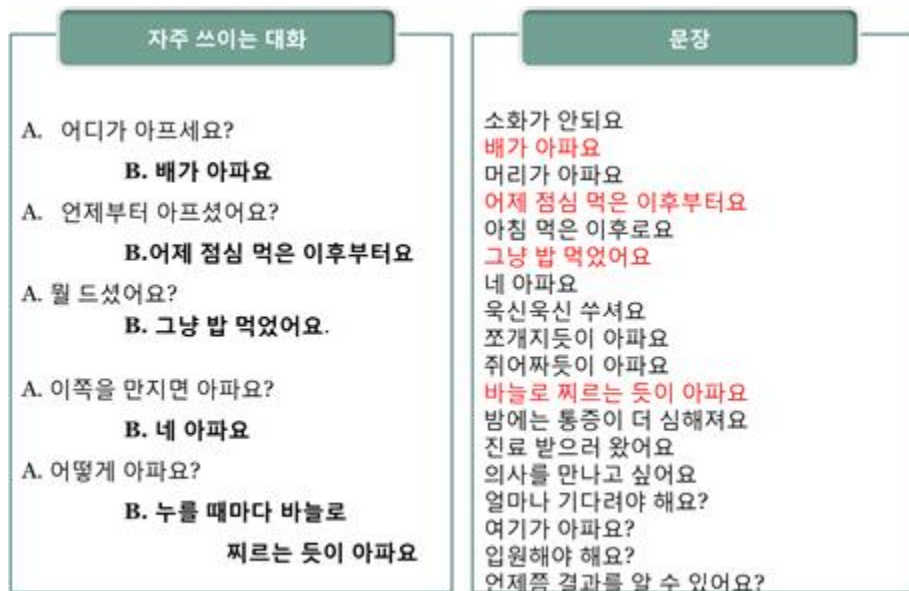 자주 쓰이는 대화
A. 어디가 아프세요?
B. 배가 아파요
A. 언제부터 아프셨어요?
B.어제 점심 먹은 이후부터요
A. 뭘 드셨어요?
B. 그냥 밥 먹었어요.
A. 이쪽을 만지면 아파요?
B. 네 아파요
A. 어떻게 아파요?
B. 누를 때마다 바늘로
찌르는 듯이 아파요
문장
소화가 안되요
배가 아파요
머리가 아파요
어제 점심 먹은 이후부터요
아침 먹은 이후로요
그냥 밥 먹었어요
네 아파요
욱신욱신 쑤셔요
쪼개지듯이 아파요
쥐어짜듯이 아파요
바늘로 찌르는 듯이 아파요
밤에는 통증이 더 심해져요
진료 받으러 왔어요
의사를 만나고 싶어요
얼마나 기다려야 해요?
여기가 아파요?
입원해야 해요?
언제쯤 결과를 알 수 있어요?